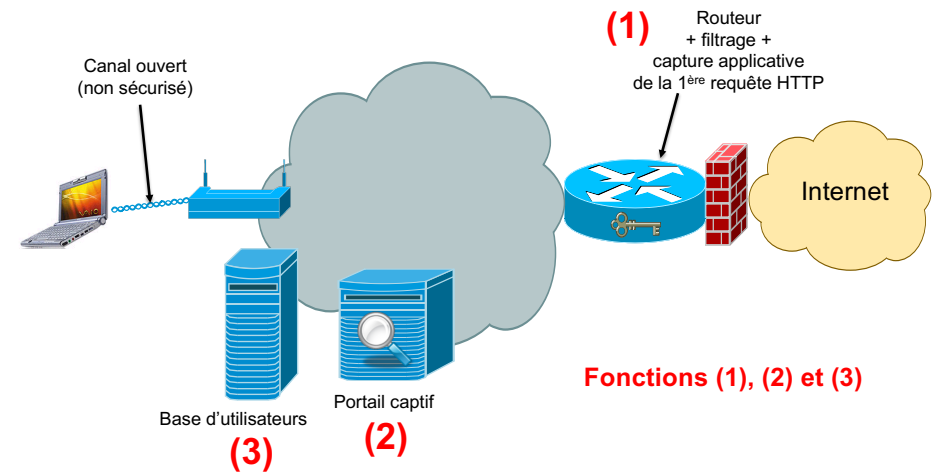 (1)
Routeur
+ filtrage +
capture applicative
de la 1ère requête HTTP
Canal ouvert
(non sécurisé)
VAIO
Internet
Fonctions (1), (2) et (3)
Base d'utilisateurs
(3)
Portail captif
(2)